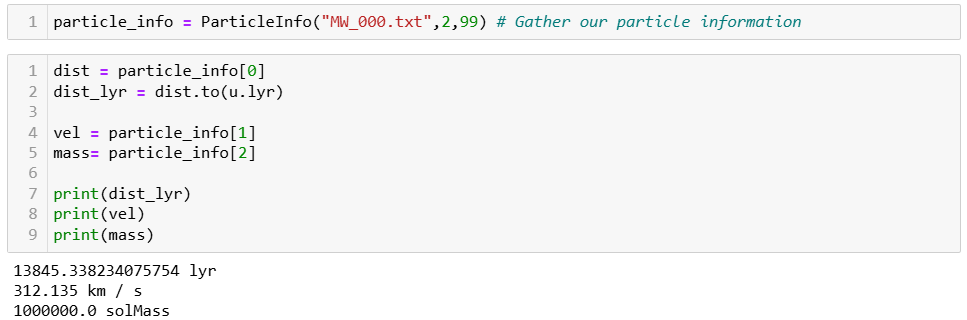 1 particle_info = ParticleInfo("MW_000.txt",2,99) # Gather our particle information
1 dist = particle_info[0]
2 dist_lyr = dist.to(u.lyr)
3
4 vel = particle_info[1]
5 mass= particle_info[2]
6
7 print(dist_lyr)
8 print(vel)
9 print(mass)
13845.338234075754 lyr
312.135 km / s
1000000.0 solMass